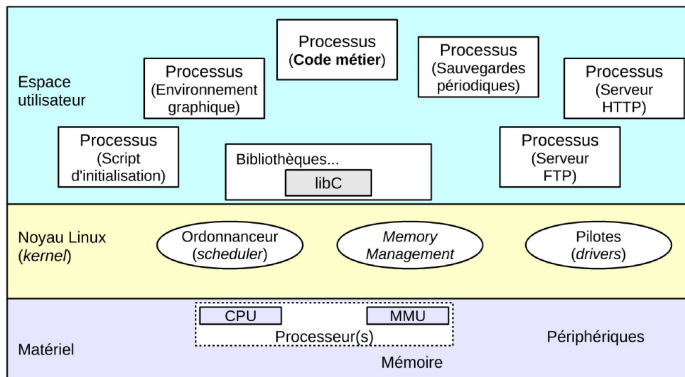 Processus
(Code métier)
Processus
(Sauvegardes
périodiques)
Processus
(Environnement
graphique)
Processus
(Serveur
HTTP)
Espace
utilisateur
Processus
(Script
d'initialisation)
Bibliothèques...
libC
Processus
(Serveur
FTP)
Noyau Linux
(kernel)
Ordonnanceur
(scheduler)
Memory
Management
Pilotes
(drivers)
CPU
MMU
Processeur(s)
Périphériques
Matériel
Mémoire